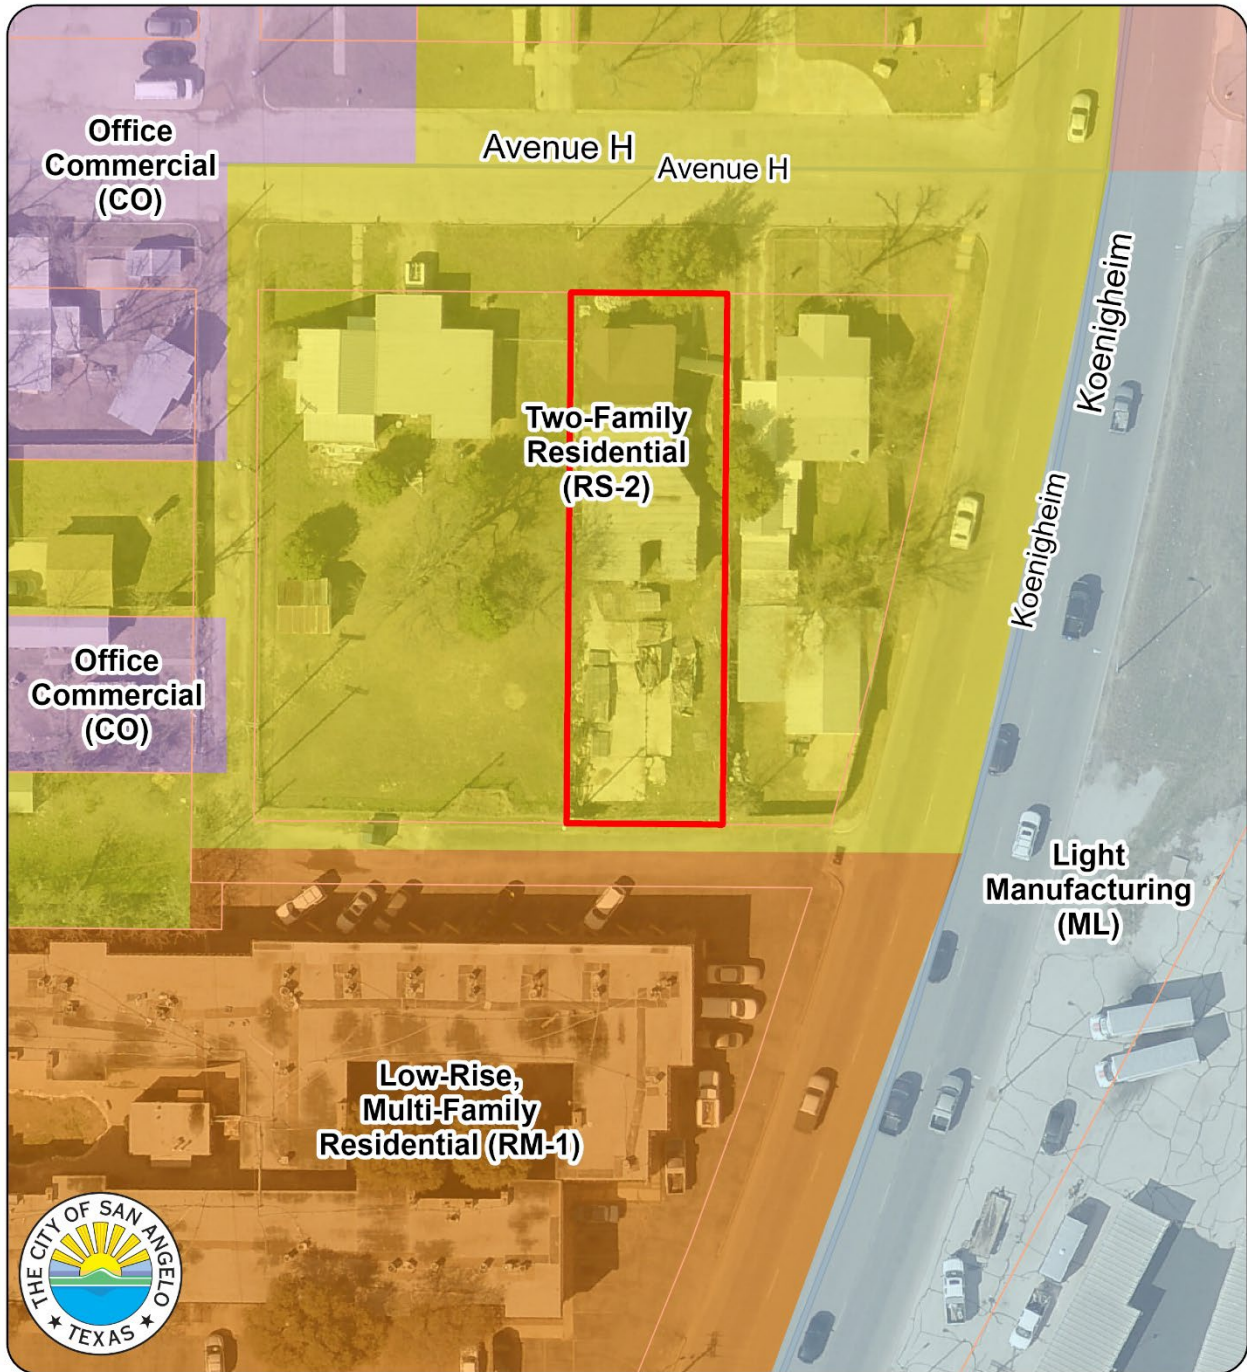 Office
Commercial
(CO)
Avenue H
Avenue H
Koenigheim
Two-Family
Residential
(RS-2)
Koenigheim
Office
Commercial
(CO)
Light
Manufacturing
(ML)
Low-Rise,
Multi-Family
Residential (RM-1)
THE CITY OF SAN ANGELO
★ TEXAS ★